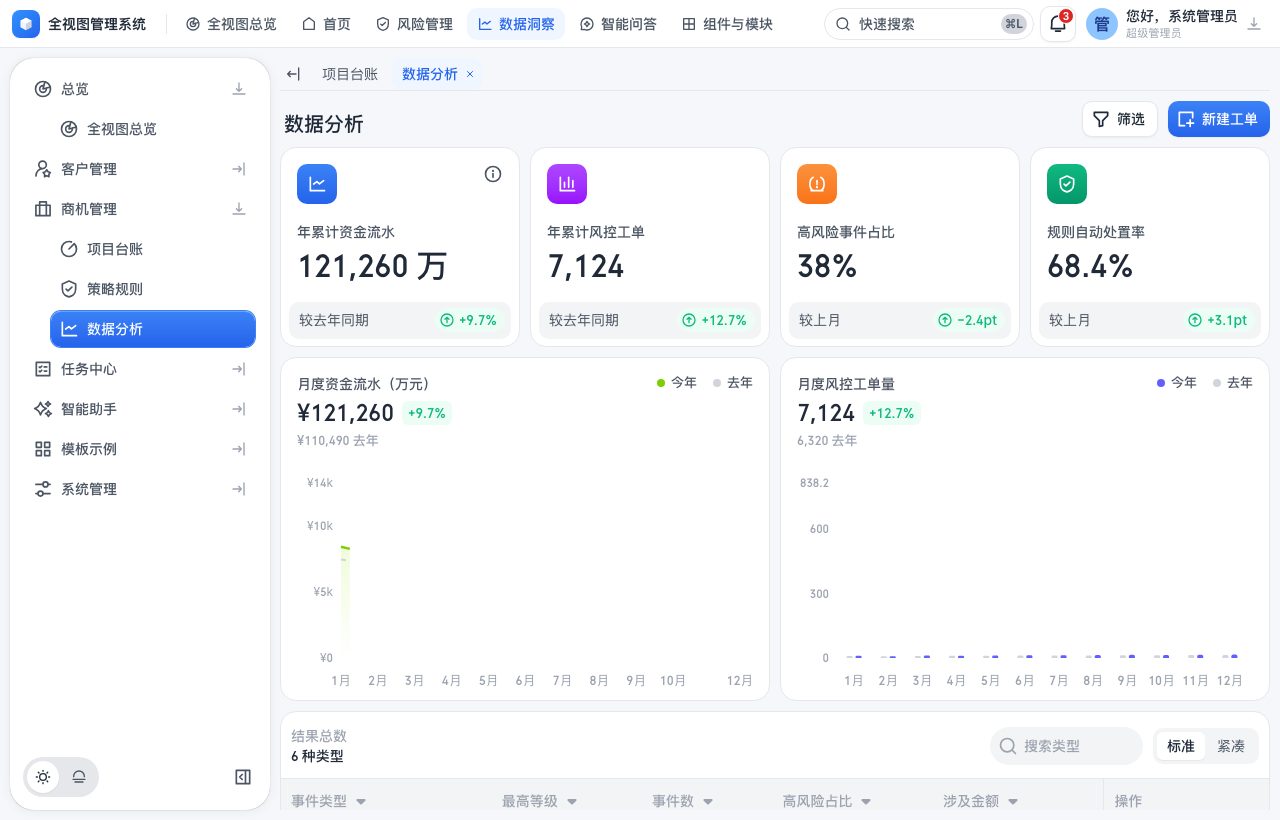 全视图管理系统
全视图总览
首页
风险管理
数据洞察
智能问答
组件与模块
快速搜索
⌘L
3
管
您好，系统管理员
超级管理员
总览
全视图总览
客户管理
商机管理
项目台账
策略规则
数据分析
任务中心
智能助手
模板示例
系统管理
项目台账
数据分析 ×
数据分析
筛选
新建工单
年累计资金流水
121,260 万
较去年同期 +9.7%
年累计风控工单
7,124
较去年同期 +12.7%
高风险事件占比
38%
较上月 −2.4pt
规则自动处置率
68.4%
较上月 +3.1pt
月度资金流水（万元）
今年 去年
¥121,260 +9.7%
¥110,490 去年
¥14k
¥10k
¥5k
¥0
1月 2月 3月 4月 5月 6月 7月 8月 9月 10月 12月
月度风控工单量
今年 去年
7,124 +12.7%
6,320 去年
838.2
600
300
0
1月 2月 3月 4月 5月 6月 7月 8月 9月 10月 11月 12月
结果总数
6 种类型
搜索类型
标准 紧凑
事件类型 最高等级 事件数 高风险占比 涉及金额 操作